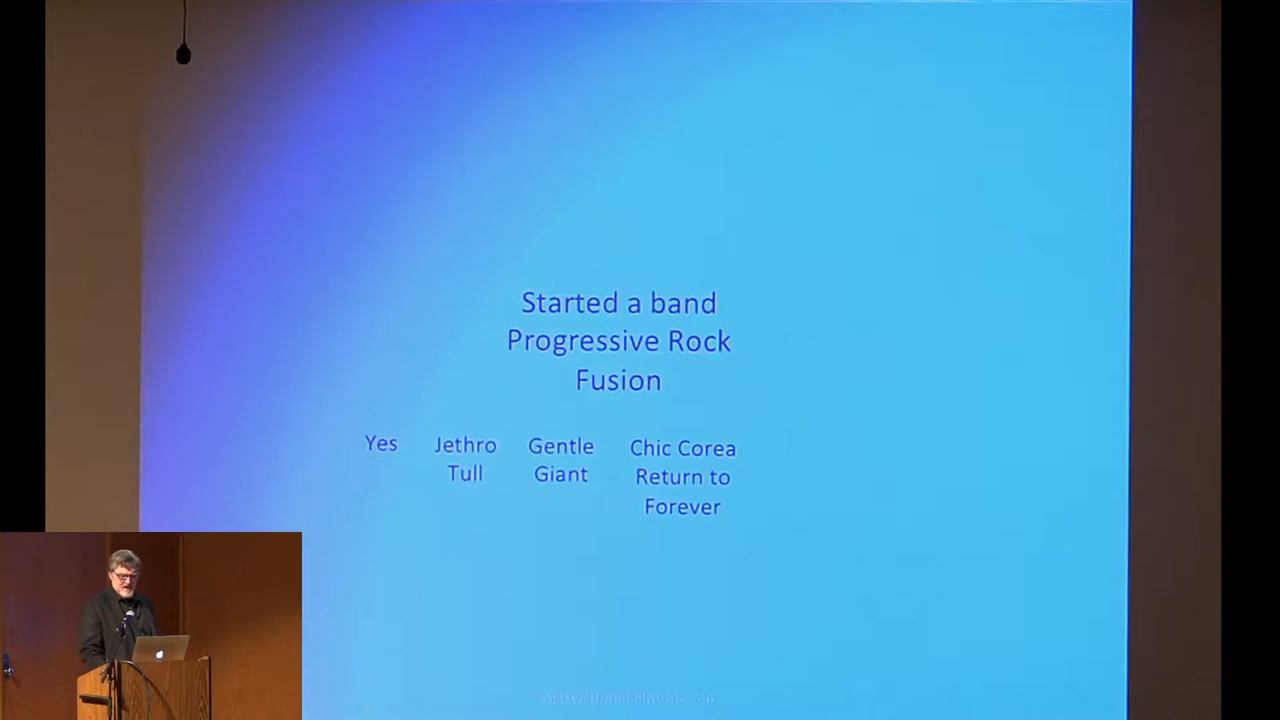 Started a band
Progressive Rock
Fusion
Yes
Jethro
Tull
Gentle
Giant
Chic Corea
Return to
Forever